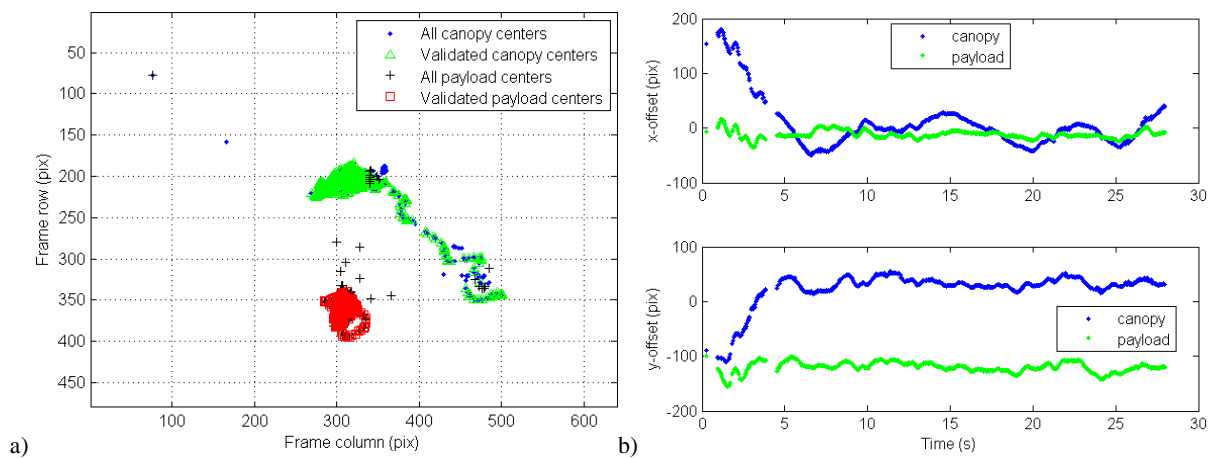 50
100
150
200
250
300
350
400
450
100 200 300 400 500 600
Frame row (pix)
Frame column (pix)
All canopy centers
Validated canopy centers
All payload centers
Validated payload centers
a)
200
100
0
-100
0 5 10 15 20 25 30
x-offset (pix)
canopy
payload
100
0
-100
-200
0 5 10 15 20 25 30
y-offset (pix)
Time (s)
canopy
payload
b)